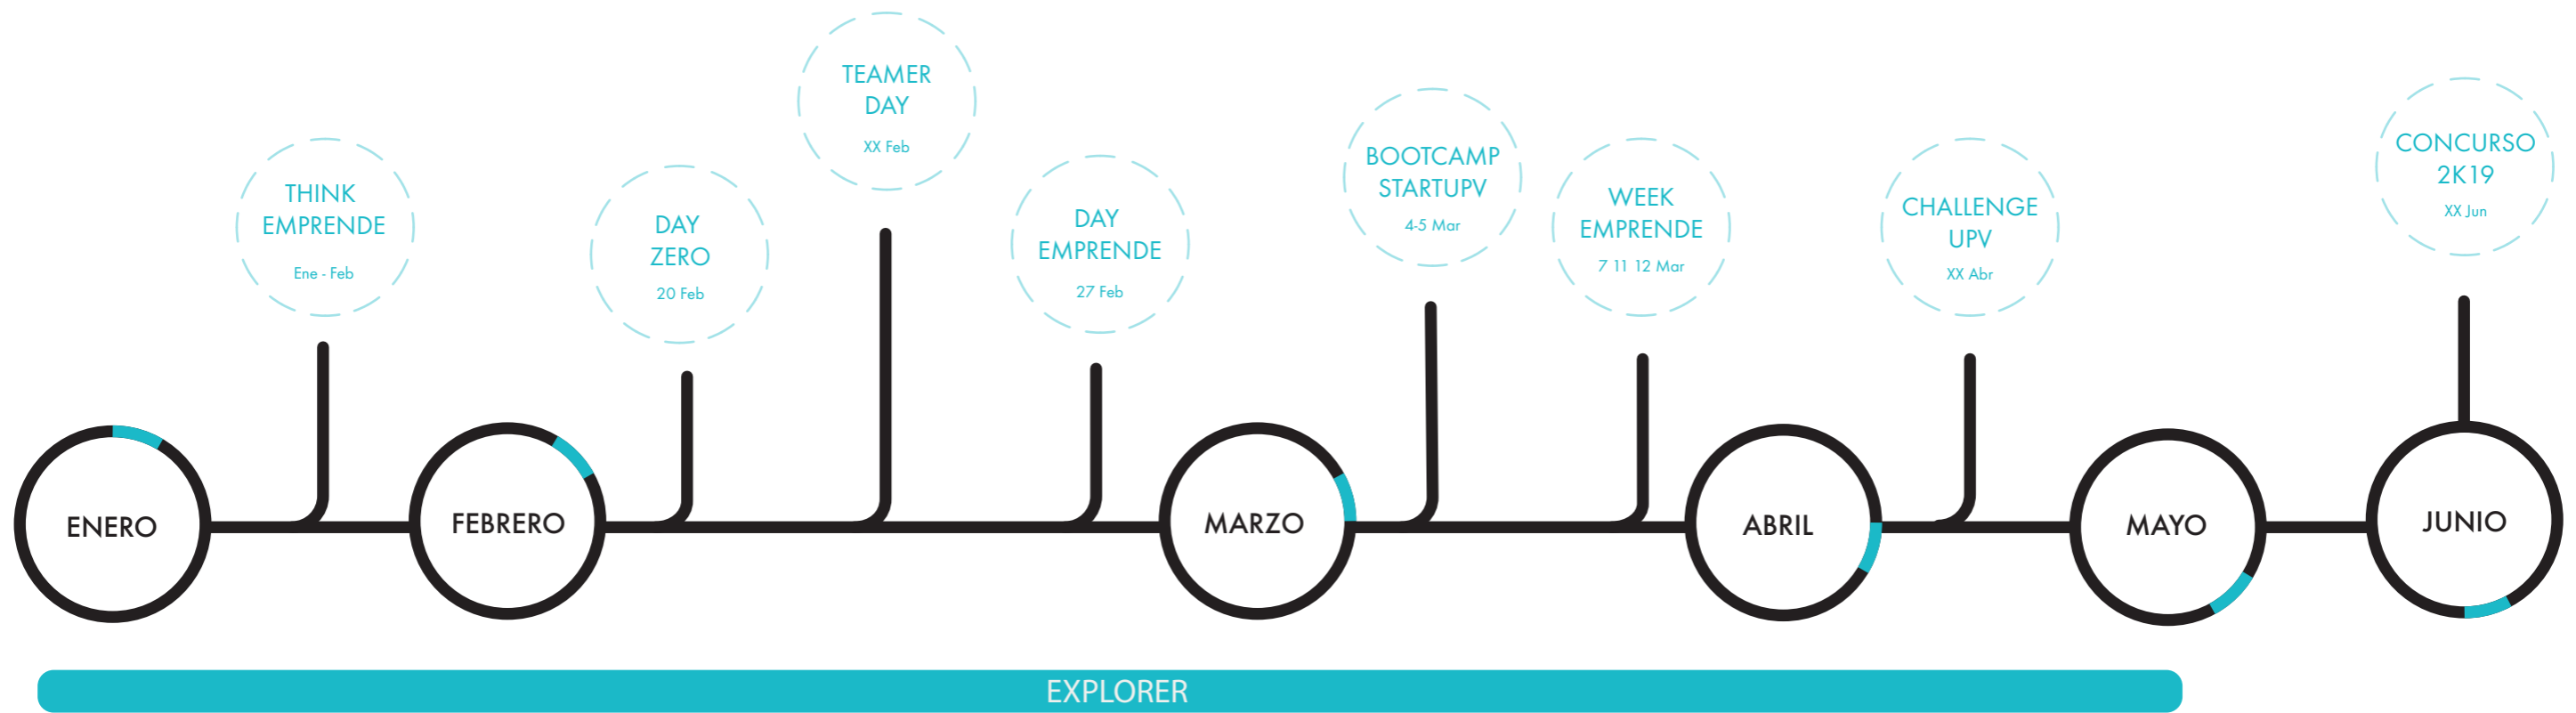 THINK
EMPRENDE
Ene - Feb
DAY
ZERO
20 Feb
TEAMER
DAY
XX Feb
DAY
EMPRENDE
27 Feb
BOOTCAMP
STARTUPV
4-5 Mar
WEEK
EMPRENDE
7 11 12 Mar
CHALLENGE
UPV
XX Abr
CONCURSO
2K19
XX Jun
ENERO
FEBRERO
MARZO
ABRIL
MAYO
JUNIO
EXPLORER